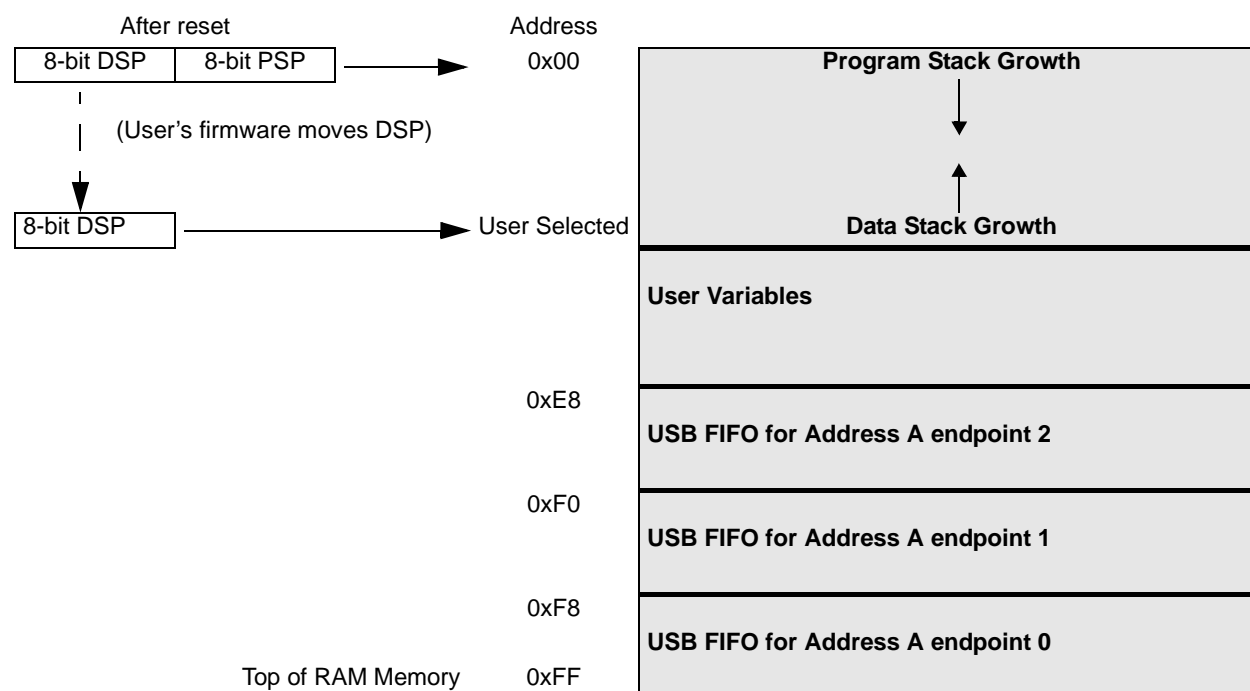 After reset
Address
8-bit DSP
8-bit PSP
0x00
Program Stack Growth
(User's firmware moves DSP)
8-bit DSP
User Selected
Data Stack Growth
User Variables
0xE8
USB FIFO for Address A endpoint 2
0xF0
USB FIFO for Address A endpoint 1
0xF8
USB FIFO for Address A endpoint 0
Top of RAM Memory
0xFF